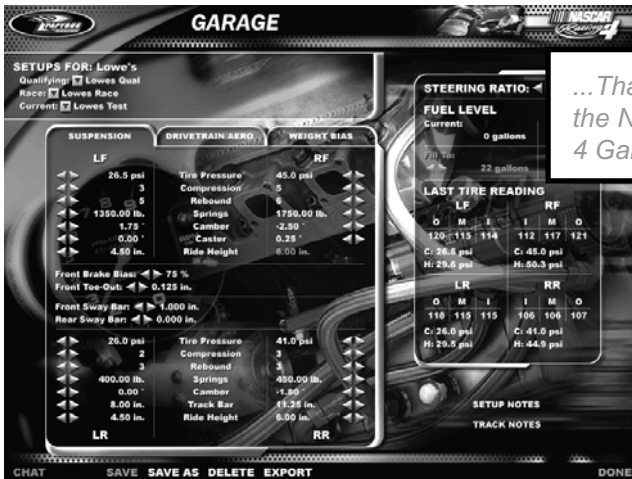 GARAGE
NASCAR
Racing 4
PAPYRUS
SETUPS FOR: Lowe's
Qualifying: Lowes Qual
Race: Lowes Race
Current: Lowes Test
SUSPENSION DRIVETRAIN/AERO WEIGHT BIAS
LF RF
26.5 psi Tire Pressure 45.0 psi
3 Compression 5
5 Rebound 6
1350.00 lb. Springs 1750.00 lb.
1.75 ° Camber -2.50 °
0.00 ° Caster 0.25 °
4.50 in. Ride Height 6.00 in.
Front Brake Bias: 75 %
Front Toe-Out: 0.125 in.
Front Sway Bar: 1.000 in.
Rear Sway Bar: 0.000 in.
26.0 psi Tire Pressure 41.0 psi
2 Compression 3
3 Rebound 3
400.00 lb. Springs 450.00 lb.
0.00 ° Camber -1.80 °
8.00 in. Track Bar 11.25 in.
4.50 in. Ride Height 6.00 in.
LR RR
STEERING RATIO:
FUEL LEVEL
Current:
0 gallons
Fill To:
22 gallons
LAST TIRE READING
LF RF
O M I I M O
120 115 114 112 117 121
C: 26.5 psi C: 45.0 psi
H: 29.6 psi H: 50.3 psi
LR RR
O M I I M O
118 115 115 106 106 107
C: 26.0 psi C: 41.0 psi
H: 29.5 psi H: 44.9 psi
SETUP NOTES
TRACK NOTES
...Tha
the N
4 Gar
CHAT SAVE SAVE AS DELETE EXPORT DONE